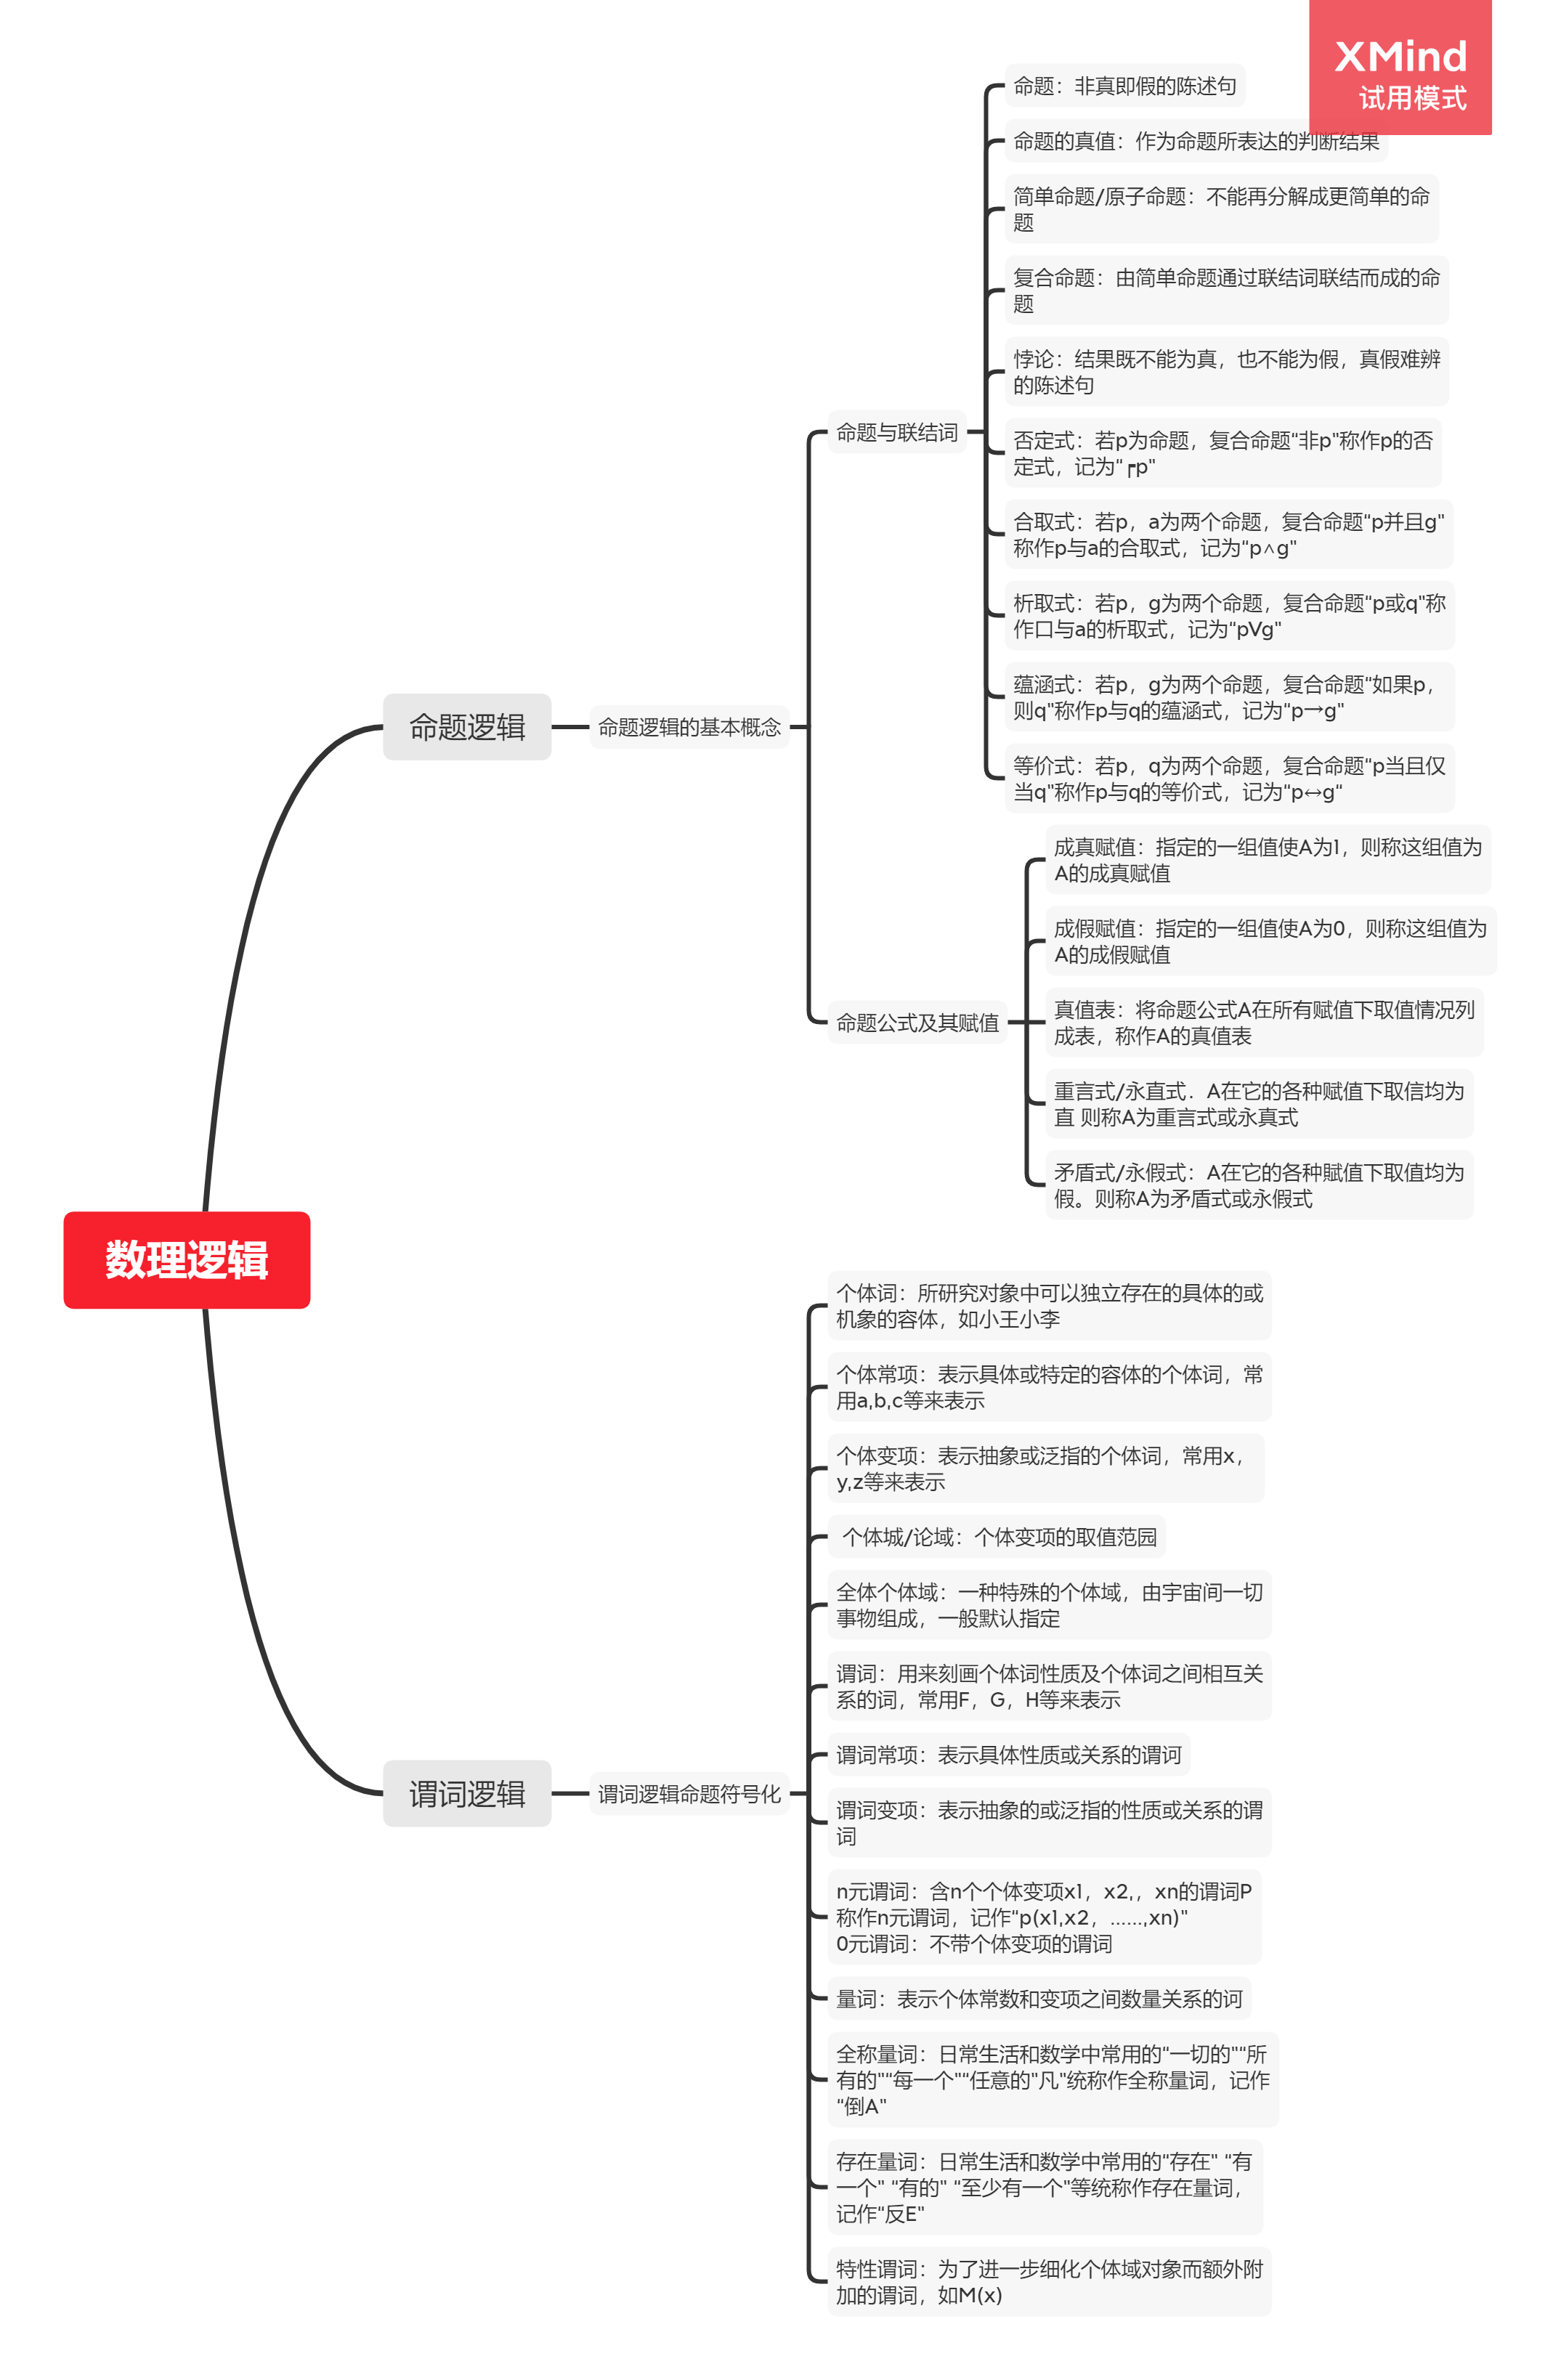 XMind
试用模式
命题：非真即假的陈述句
命题的真值：作为命题所表达的判断结果
简单命题/原子命题：不能再分解成更简单的命
题
复合命题：由简单命题通过联结词联结而成的命
题
悖论：结果既不能为真，也不能为假，真假难辨
的陈述句
命题与联结词
否定式：若p为命题，复合命题"非p"称作p的否
定式，记为"┏p"
合取式：若p，a为两个命题，复合命题“p并且g"
称作p与a的合取式，记为“p∧g"
析取式：若p，g为两个命题，复合命题“p或q"称
作口与a的析取式，记为“pVg"
蕴涵式：若p，g为两个命题，复合命题“如果p，
则q"称作p与q的蕴涵式，记为“p→g"
命题逻辑
命题逻辑的基本概念
等价式：若p，q为两个命题，复合命题“p当且仅
当q"称作p与q的等价式，记为“p↔g“
成真赋值：指定的一组值使A为1，则称这组值为
A的成真赋值
成假赋值：指定的一组值使A为0，则称这组值为
A的成假赋值
命题公式及其赋值
真值表：将命题公式A在所有赋值下取值情况列
成表，称作A的真值表
重言式/永直式．A在它的各种赋值下取信均为
直 则称A为重言式或永真式
矛盾式/永假式：A在它的各种賦值下取值均为
假。则称A为矛盾式或永假式
数理逻辑
个体词：所研究对象中可以独立存在的具体的或
机象的容体，如小王小李
个体常项：表示具体或特定的容体的个体词，常
用a,b,c等来表示
个体变项：表示抽象或泛指的个体词，常用x，
y,z等来表示
个体城/论域：个体变项的取值范园
全体个体域：一种特殊的个体域，由宇宙间一切
事物组成，一般默认指定
谓词：用来刻画个体词性质及个体词之间相互关
系的词，常用F，G，H等来表示
谓词常项：表示具体性质或关系的谓诃
谓词逻辑
谓词逻辑命题符号化
谓词变项：表示抽象的或泛指的性质或关系的谓
词
n元谓词：含n个个体变项x1，x2,，xn的谓词P
称作n元谓词，记作“p(x1,x2，……,xn)"
0元谓词：不带个体变项的谓词
量词：表示个体常数和变项之间数量关系的诃
全称量词：日常生活和数学中常用的“一切的"“所
有的"“每一个"“任意的"凡"统称作全称量词，记作
“倒A"
存在量词：日常生活和数学中常用的“存在" “有
一个" “有的" “至少有一个"等统称作存在量词，
记作“反E"
特性谓词：为了进一步细化个体域对象而额外附
加的谓词，如M(x)